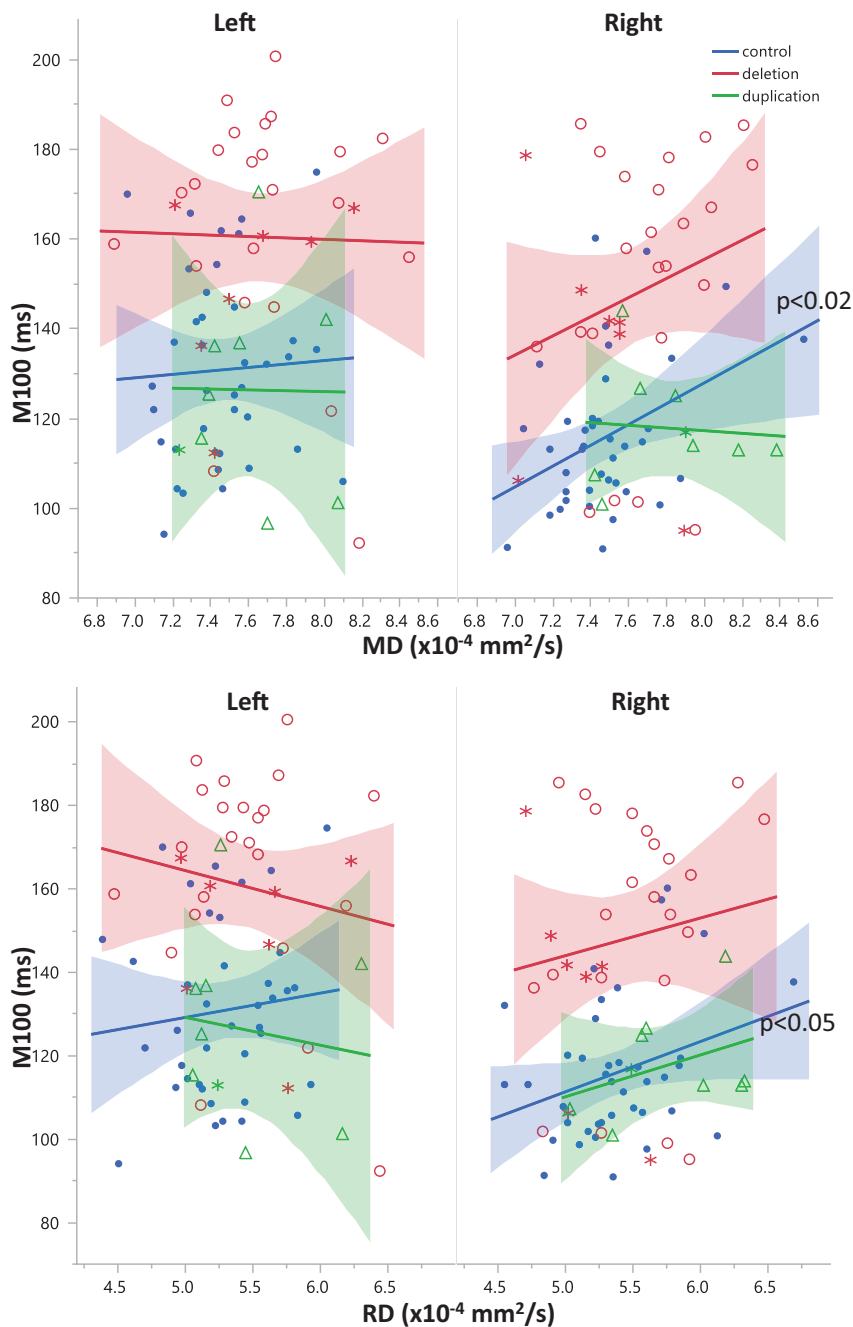 Left
Right
control
deletion
duplication
200
180
160
140
120
100
80
M100 (ms)
p<0.02
6.8 7.0 7.2 7.4 7.6 7.8 8.0 8.2 8.4 8.6
6.8 7.0 7.2 7.4 7.6 7.8 8.0 8.2 8.4 8.6
MD (x10⁻⁴ mm²/s)
Left
Right
200
180
160
140
120
100
80
M100 (ms)
p<0.05
4.5 5.0 5.5 6.0 6.5
4.5 5.0 5.5 6.0 6.5
RD (x10⁻⁴ mm²/s)